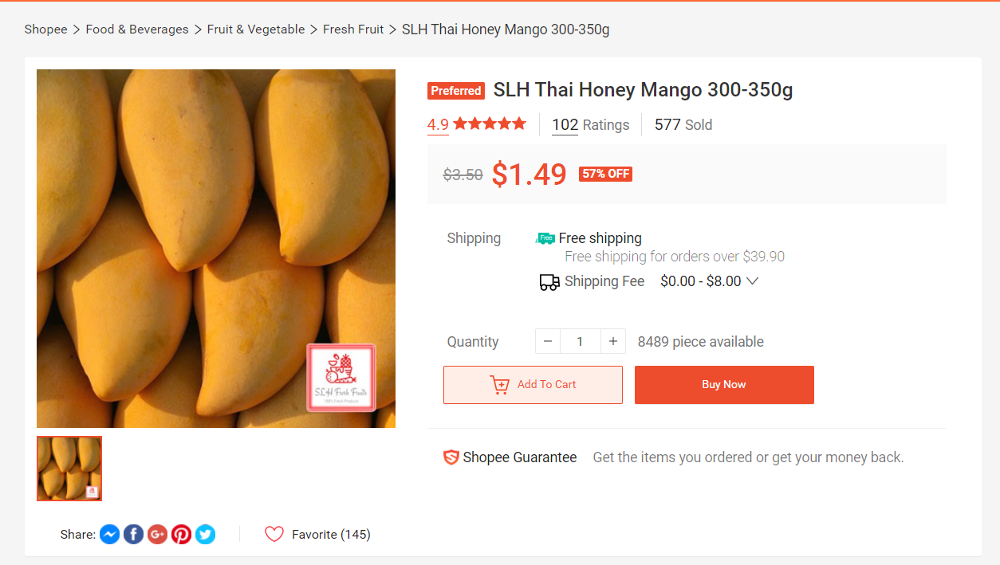 Shopee > Food & Beverages > Fruit & Vegetable > Fresh Fruit > SLH Thai Honey Mango 300-350g
Preferred SLH Thai Honey Mango 300-350g
4.9 102 Ratings 577 Sold
$3.50 $1.49 57% OFF
Shipping Free Free shipping
Free shipping for orders over $39.90
Shipping Fee $0.00 - $8.00
Quantity − 1 + 8489 piece available
Add To Cart Buy Now
SLH Fresh Fruits
100% Fresh Produce
Shopee Guarantee Get the items you ordered or get your money back.
Share: G+ Favorite (145)